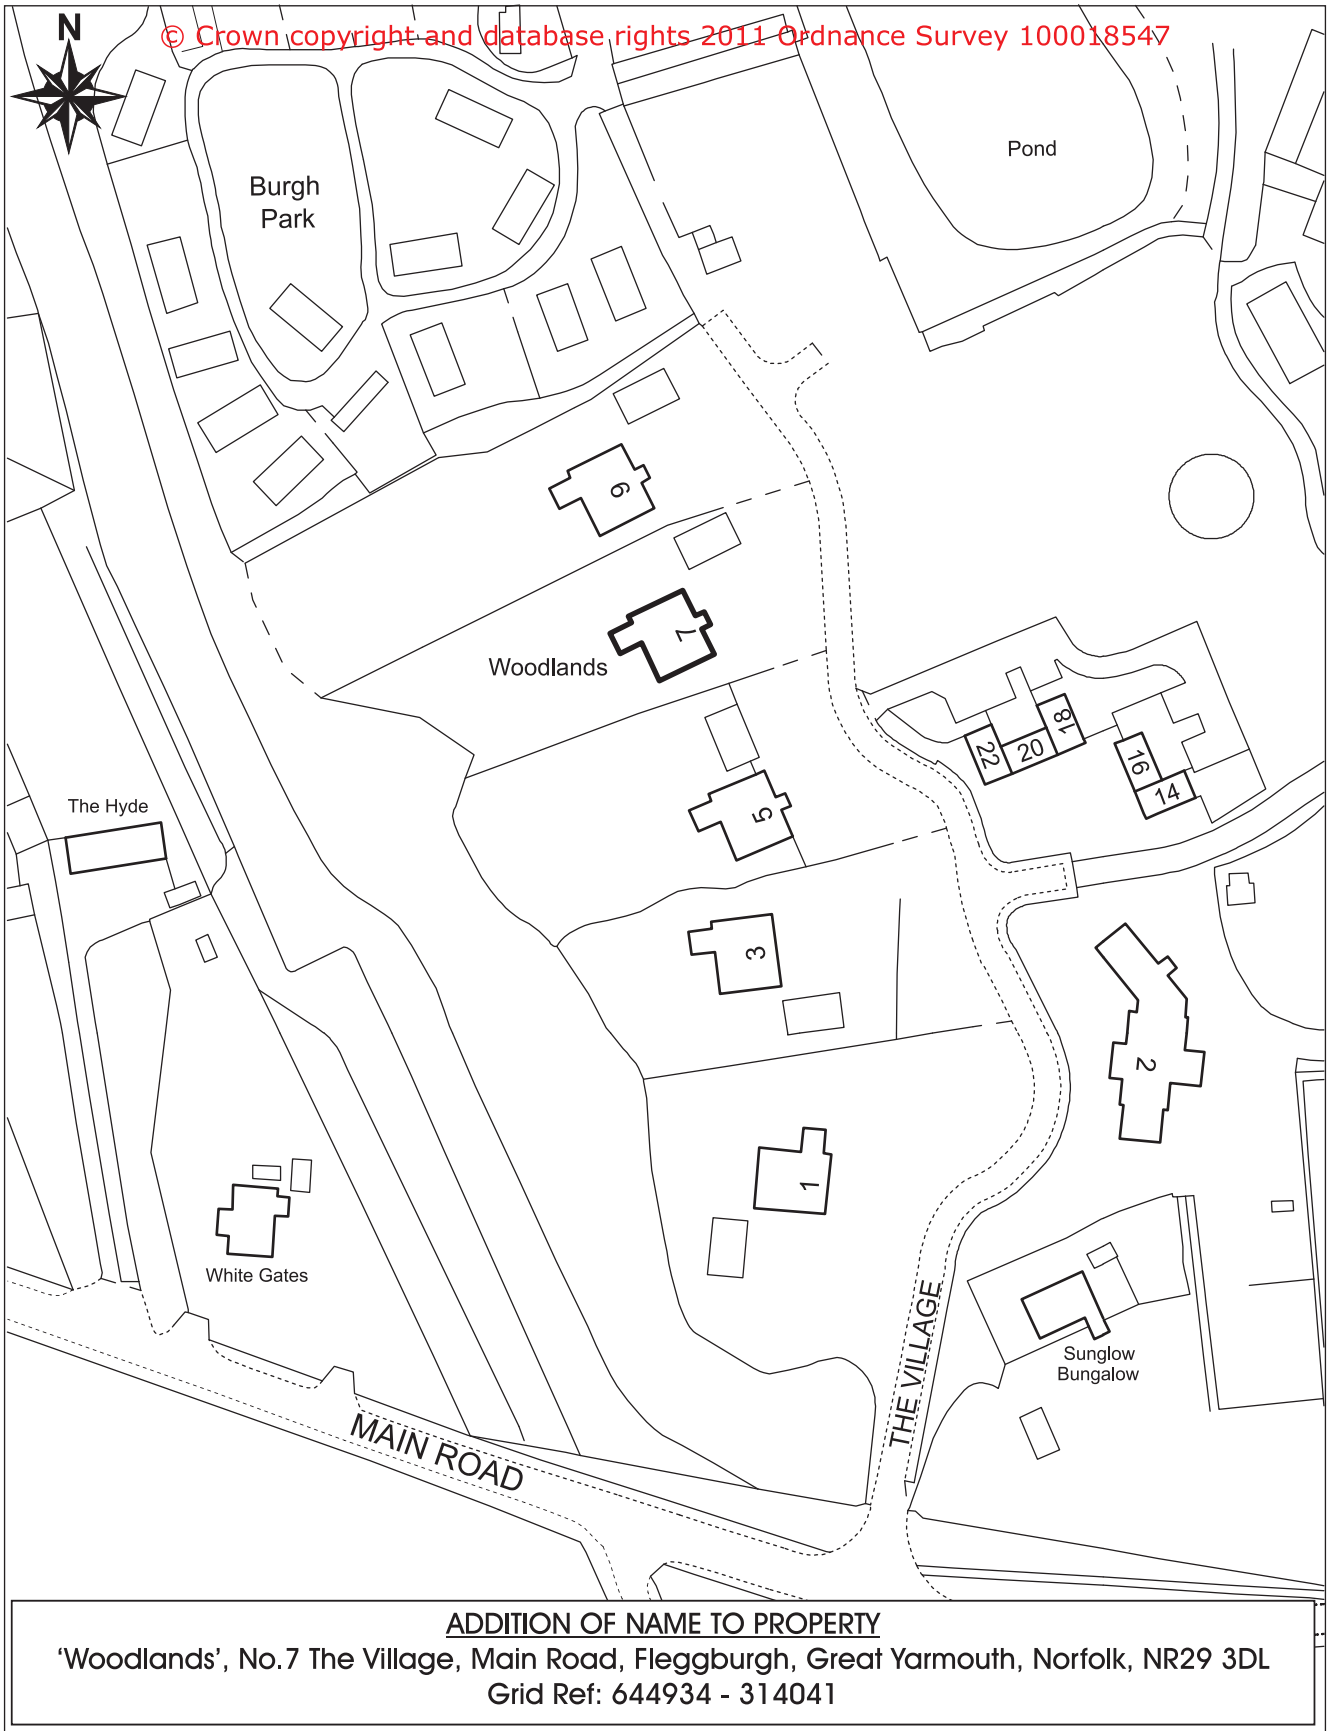 N
© Crown copyright and database rights 2011 Ordnance Survey 100018547
Pond
Burgh
Park
9
7
Woodlands
18
20
22
16
14
The Hyde
5
3
2
1
White Gates
THE VILLAGE
Sunglow
Bungalow
MAIN ROAD
ADDITION OF NAME TO PROPERTY
'Woodlands', No.7 The Village, Main Road, Fleggburgh, Great Yarmouth, Norfolk, NR29 3DL
Grid Ref: 644934 - 314041